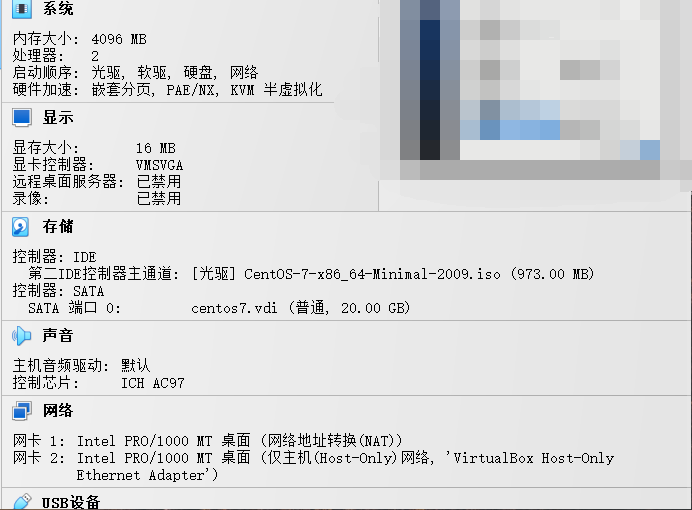 系统
内存大小: 4096 MB
处理器: 2
启动顺序: 光驱, 软驱, 硬盘, 网络
硬件加速: 嵌套分页, PAE/NX, KVM 半虚拟化
显示
显存大小: 16 MB
显卡控制器: VMSVGA
远程桌面服务器: 已禁用
录像: 已禁用
存储
控制器: IDE
第二IDE控制器主通道: [光驱] CentOS-7-x86_64-Minimal-2009.iso (973.00 MB)
控制器: SATA
SATA 端口 0: centos7.vdi (普通, 20.00 GB)
声音
主机音频驱动: 默认
控制芯片: ICH AC97
网络
网卡 1: Intel PRO/1000 MT 桌面 (网络地址转换(NAT))
网卡 2: Intel PRO/1000 MT 桌面 (仅主机(Host-Only)网络, 'VirtualBox Host-Only
Ethernet Adapter')
USB设备